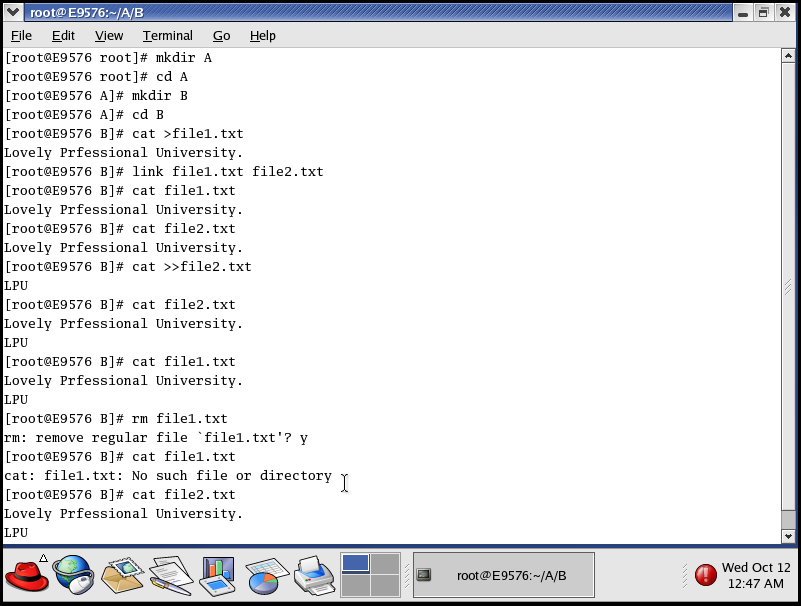 root@E9576:~/A/B
File Edit View Terminal Go Help
[root@E9576 root]# mkdir A
[root@E9576 root]# cd A
[root@E9576 A]# mkdir B
[root@E9576 A]# cd B
[root@E9576 B]# cat >file1.txt
Lovely Prfessional University.
[root@E9576 B]# link file1.txt file2.txt
[root@E9576 B]# cat file1.txt
Lovely Prfessional University.
[root@E9576 B]# cat file2.txt
Lovely Prfessional University.
[root@E9576 B]# cat >>file2.txt
LPU
[root@E9576 B]# cat file2.txt
Lovely Prfessional University.
LPU
[root@E9576 B]# cat file1.txt
Lovely Prfessional University.
LPU
[root@E9576 B]# rm file1.txt
rm: remove regular file `file1.txt'? y
[root@E9576 B]# cat file1.txt
cat: file1.txt: No such file or directory
[root@E9576 B]# cat file2.txt
Lovely Prfessional University.
LPU
root@E9576:~/A/B
Wed Oct 12
12:47 AM